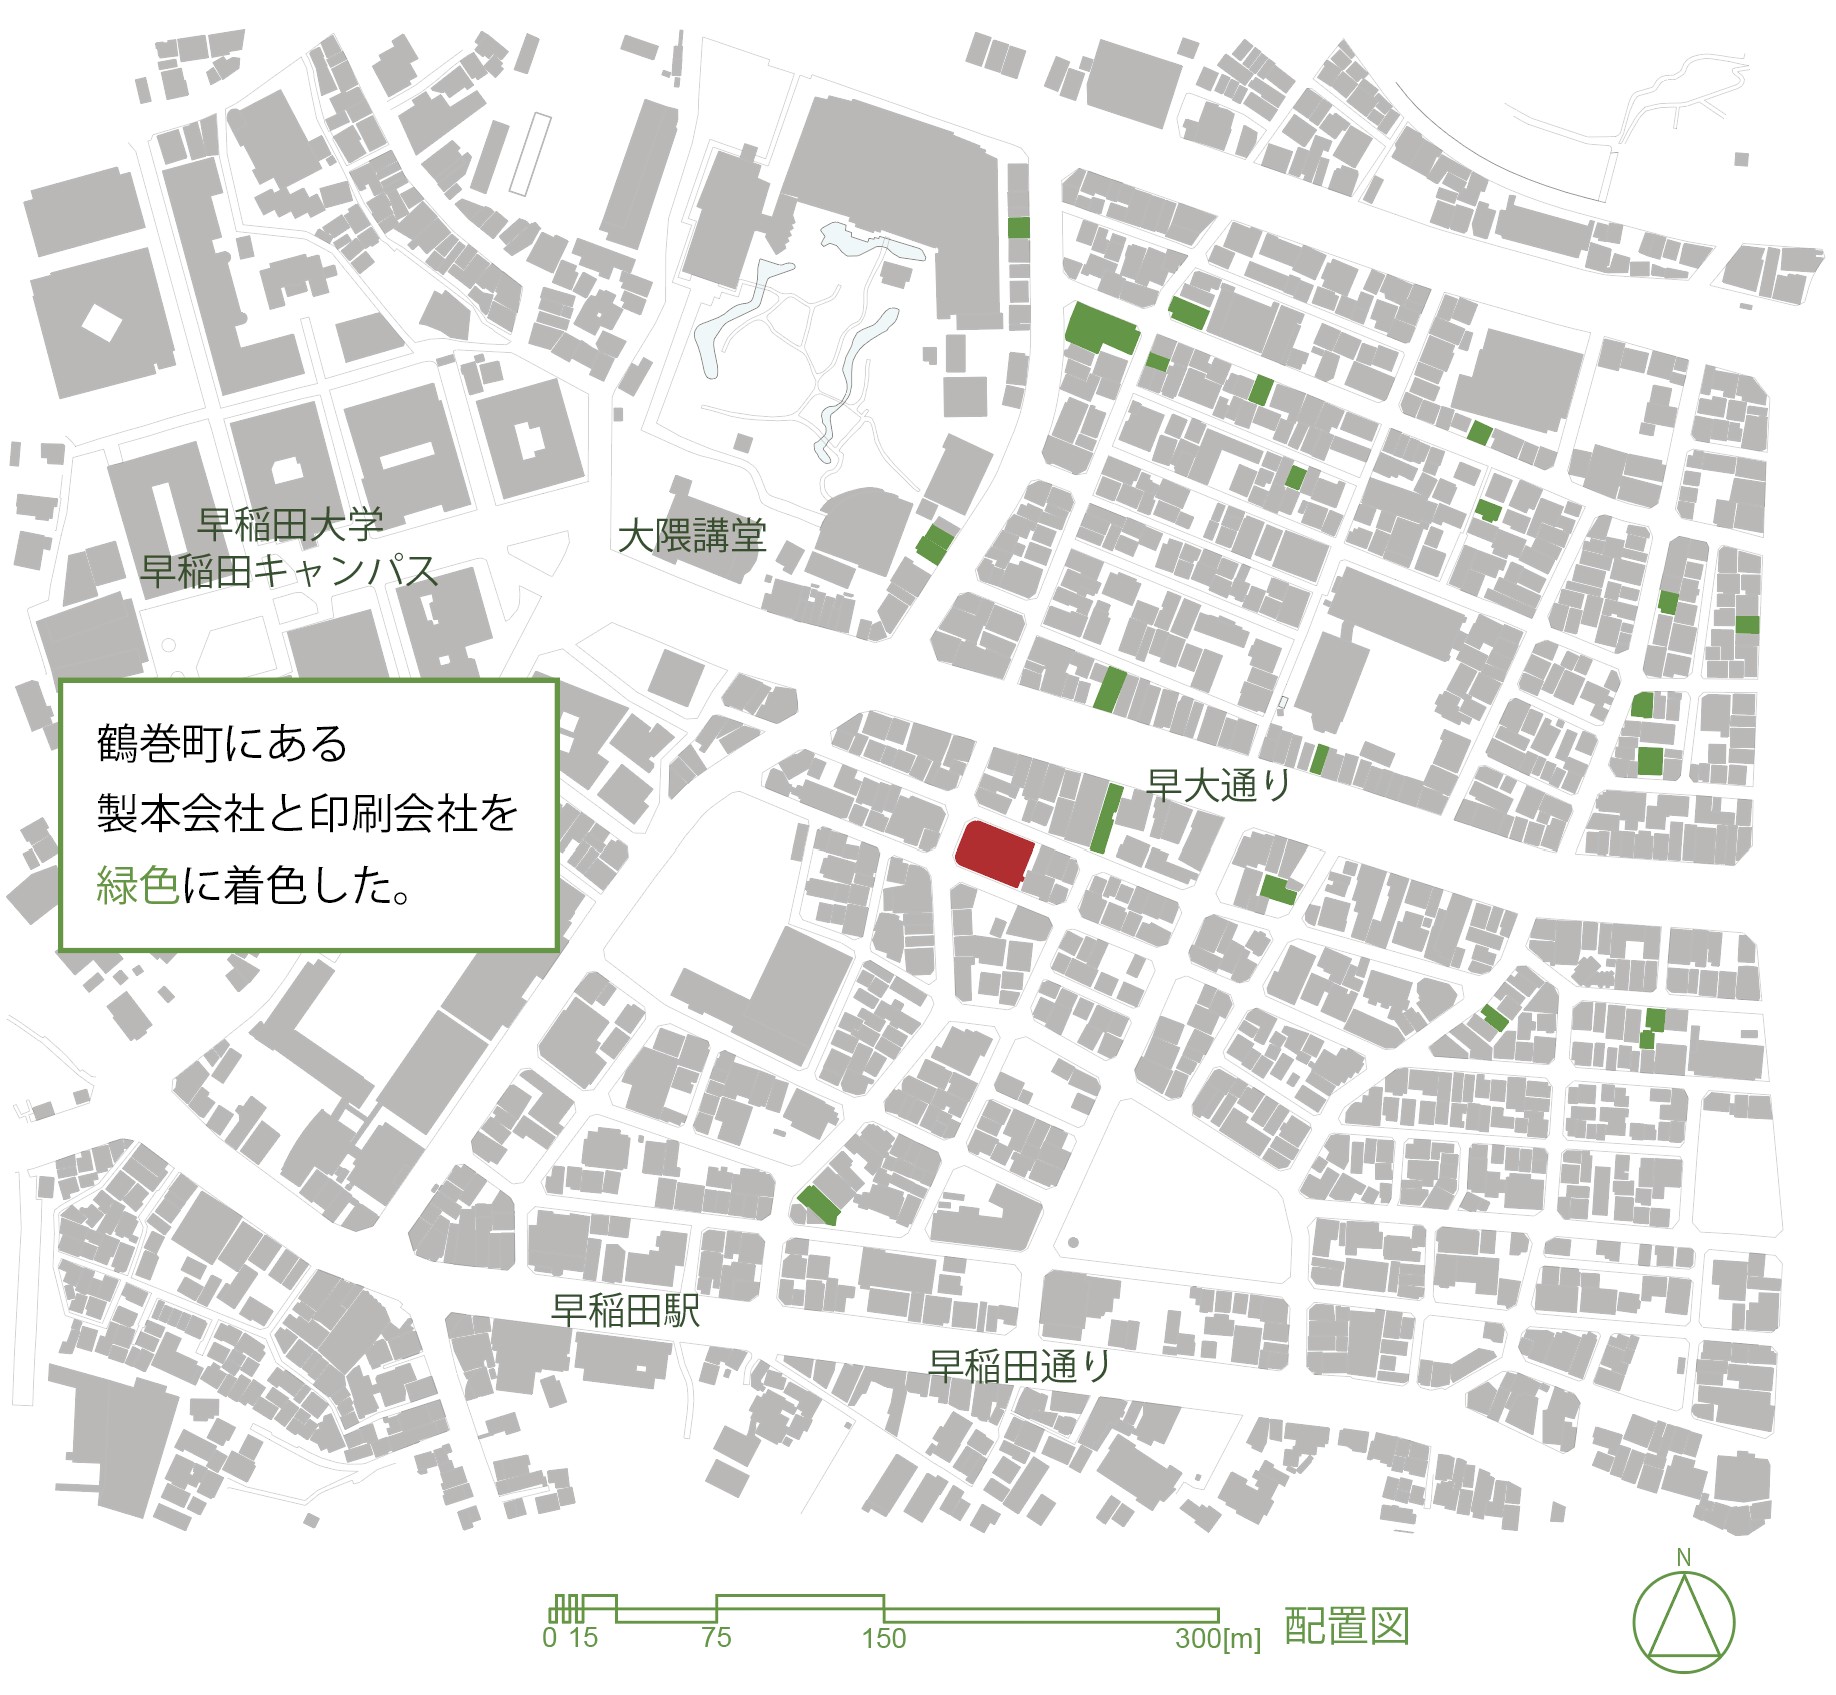 早稲田大学
早稲田キャンパス
大隈講堂
鶴巻町にある
製本会社と印刷会社を
緑色に着色した。
早大通り
早稲田駅
早稲田通り
N
0 15 75 150 300[m]
配置図